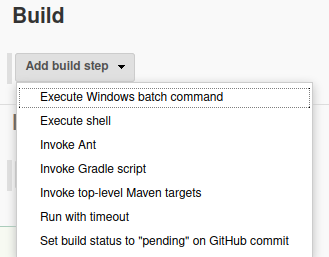 Build
Add build step
Execute Windows batch command
Execute shell
Invoke Ant
Invoke Gradle script
Invoke top-level Maven targets
Run with timeout
Set build status to "pending" on GitHub commit